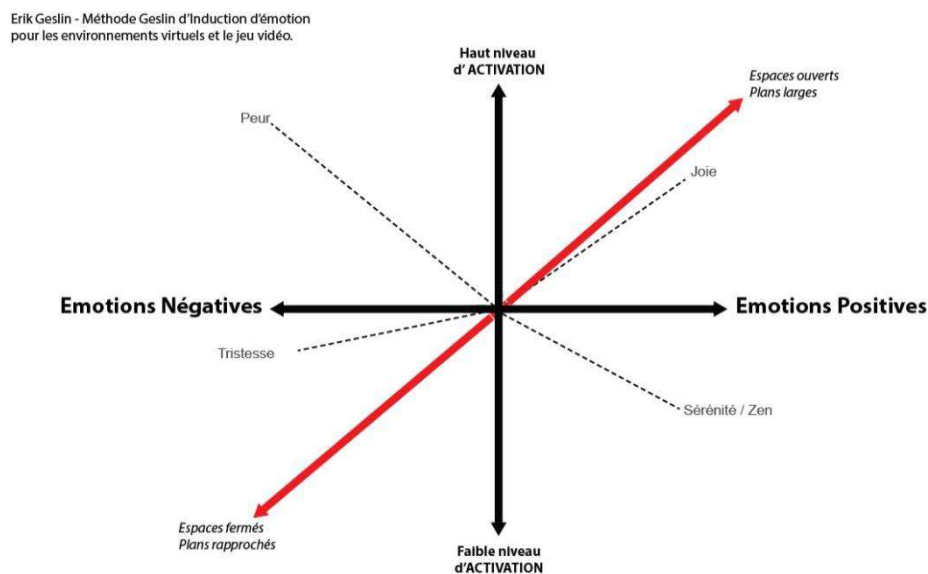 Erik Geslin - Méthode Geslin d'Induction d'émotion
pour les environnements virtuels et le jeu vidéo.
Haut niveau
d' ACTIVATION
Espaces ouverts
Plans larges
Peur
Joie
Emotions Négatives
Emotions Positives
Tristesse
Sérénité / Zen
Espaces fermés
Plans rapprochés
Faible niveau
d'ACTIVATION